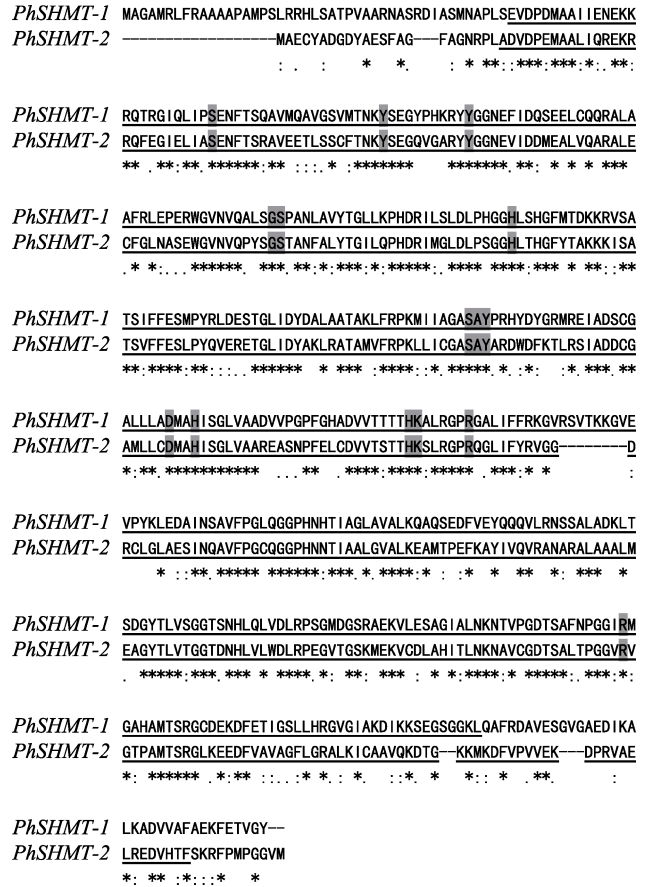 PhSHMT-1 MAGAMRLFRAAAAPAMPSLRRHLSATPVAARNASRDIASMNAPLSEVDPDMAAIIENEKK
PhSHMT-2 ------------------MAECYADGDYAESFAG---FAGNRPLADVDPEMAALIQREKR
: . . : * *. * ** **::***:***:*:.**:
PhSHMT-1 RQTRGIQLIPSENFTSQAVMQAVGSVMTNKYSEGYPHKRYYGGNEFIDQSEELCQQRALA
PhSHMT-2 RQFEGIELIASENFTSRAVEETLSSCFTNKYSEGQVGARYYGGNEVIDDMEALVQARALE
** .**:**.******:** :::.* :******* *******.**: * * * ***
PhSHMT-1 AFRLEPERWGVNVQALSGSPANLAVYTGLLKPHDRILSLDLPHGGHLSHGFMTDKKRVSA
PhSHMT-2 CFGLNASEWGVNVQPYSGSTANFALYTGILQPHDRIMGLDLPSGGHLTHGFYTAKKKISA
.* *:...****** . ***.**:*:***:*:*****:.**** ****:*** * **::**
PhSHMT-1 TSIFFESMPYRLDESTGLIDYDALAATAKLFRPKMIIAGASAYPRHYDYGRMREIADSCG
PhSHMT-2 TSVFFESLPYQVERETGLIDYAKLRATAMVFRPKLLICGASAYARDWDFKTLRSIADDCG
**:****:**:::..****** * *** :****::*.*****.*.:*: :*.***.**
PhSHMT-1 ALLLADMAHISGLVAADVVPGPFGHADVVTTTTHKALRGPRGALIFFRKGVRSVTKKGVE
PhSHMT-2 AMLLCDMAHISGLVAAREASNPFELCDVVTSTTHKSLRGPRQGLIFYRVGG--------D
*:**.*********** ...** .****:****:***** .***:* * :
PhSHMT-1 VPYKLEDAINSAVFPGLQGGPHNHTIAGLAVALKQAQSEDFVEYQQQVLRNSSALADKLT
PhSHMT-2 RCLGLAESINQAVFPGCQGGPHNNTIAALGVALKEAMTPEFKAYIVQVRANARALAAALM
* ::**.***** ******:***.*.****:* : :* * ** *: *** *
PhSHMT-1 SDGYTLVSGGTSNHLQLVDLRPSGMDGSRAEKVLESAGIALNKNTVPGDTSAFNPGGIRM
PhSHMT-2 EAGYTLVTGGTDNHLVLWDLRPEGVTGSKMEKVCDLAHITLNKNAVCGDTSALTPGGVRV
. *****:***.*** * ****.*: **: *** : * *:****:* *****:.***:*:
PhSHMT-1 GAHAMTSRGCDEKDFETIGSLLHRGVGIAKDIKKSEGSGGKLQAFRDAVESGVGAEDIKA
PhSHMT-2 GTPAMTSRGLKEEDFVAVAGFLGRALKICAAVQKDTG--KKMKDFVPVVEK---DPRVAE
*: ****** .*:** ::..:* *.: *. ::*. * *:: * .**. :
PhSHMT-1 LKADVVAFAEKFETVGY--
PhSHMT-2 LREDVHTFSKRFPMPGGVM
*: ** :*:::* *